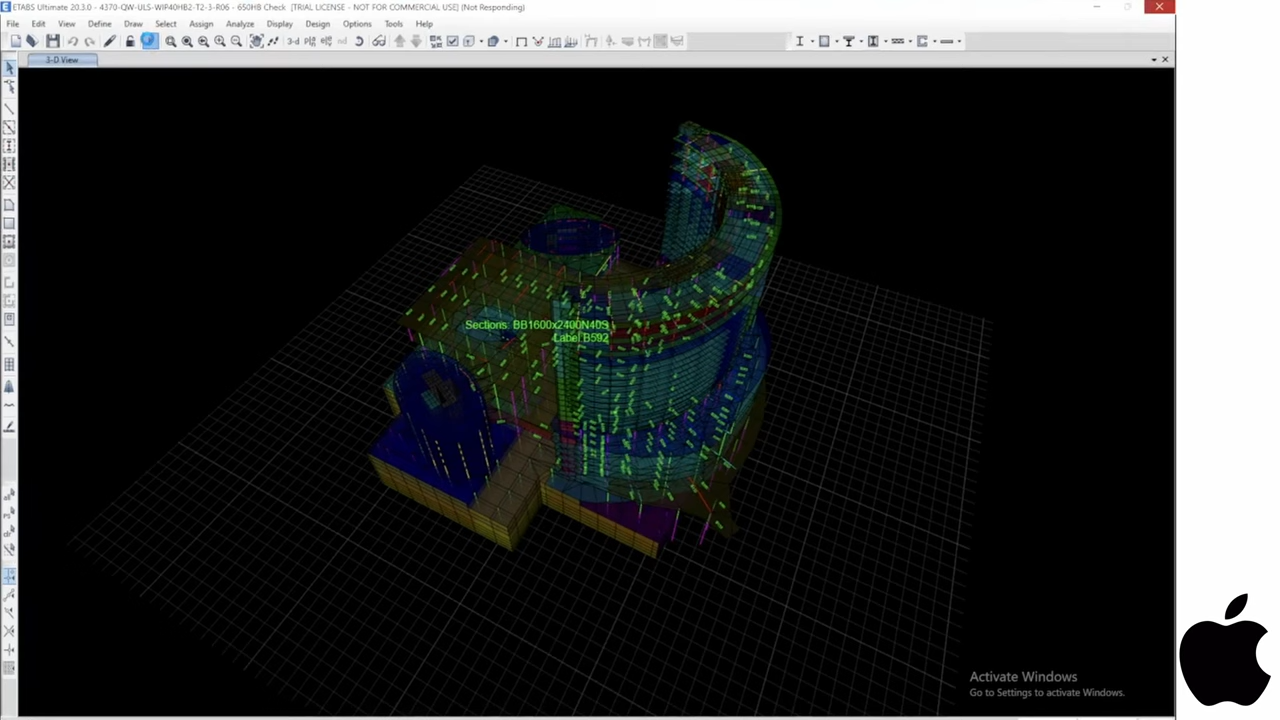 ETABS Ultimate 20.3.0 - 4370-QW-ULS-WIP40HB2-T2-3-R06 - 650HB Check [TRIAL LICENSE - NOT FOR COMMERCIAL USE] (Not Responding)
File Edit View Define Draw Select Assign Analyze Display Design Options Tools Help
3-d
3-D View
Sections: BB1600x2400N40S
Label B592
Activate Windows
Go to Settings to activate Windows.